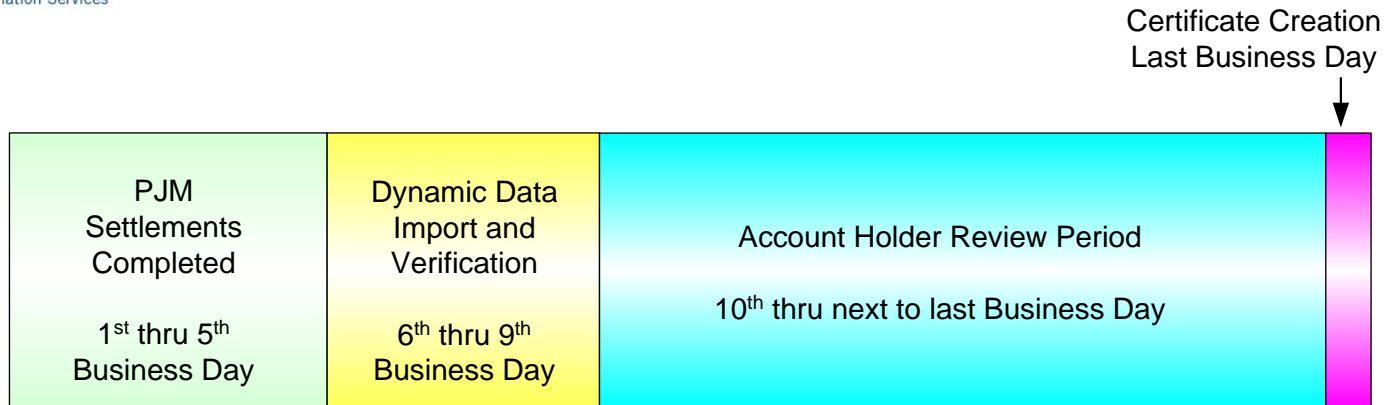 Services
Certificate Creation
Last Business Day
PJM
Settlements
Completed
1st thru 5th
Business Day
Dynamic Data
Import and
Verification
6th thru 9th
Business Day
Account Holder Review Period
10th thru next to last Business Day